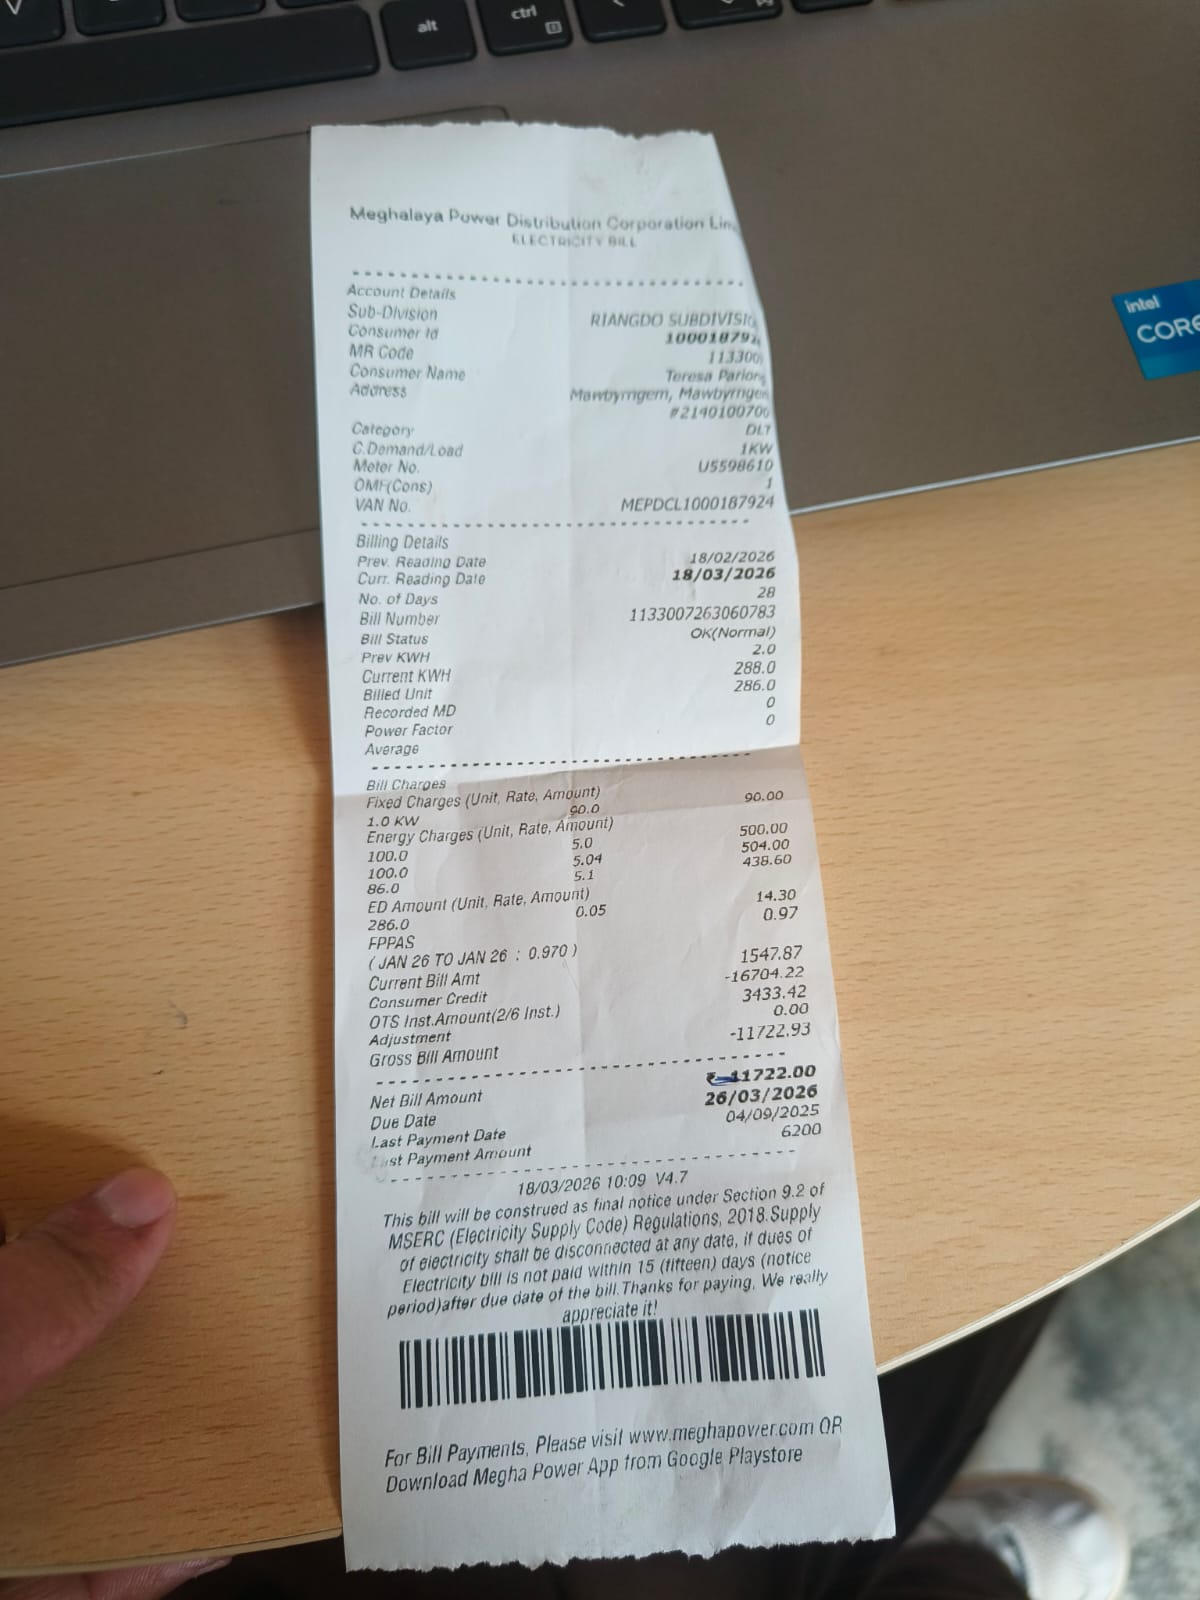 alt
ctrl
intel
CORE
Meghalaya Power Distribution Corporation
ELECTRICITY BILL
Account Details
Sub-Division RIANGDO
Consumer Id
MR Code
Consumer Name Teresa
Address Mawbyrngem,
Category
C.Demand/Load 1KW
Meter No. U5598610
OMF(Cons) 1
VAN No. MEPDCL1000187924
Billing Details
Prev. Reading Date 18/02/2026
Curr. Reading Date 18/03/2026
No. of Days 28
Bill Number 1133007263060783
Bill Status OK(Normal)
Prev KWH 2.0
Current KWH 288.0
Billed Unit 286.0
Recorded MD 0
Power Factor 0
Average
Bill Charges
Fixed Charges (Unit, Rate, Amount)
1.0 KW 90.0 90.00
Energy Charges (Unit, Rate, Amount)
100.0 5.0 500.00
100.0 5.04 504.00
86.0 5.1 438.60
ED Amount (Unit, Rate, Amount)
286.0 0.05 14.30
FPPAS 0.97
( JAN 26 TO JAN 26 : 0.970 )
Current Bill Amt 1547.87
Consumer Credit -16704.22
OTS Inst.Amount(2/6 Inst.) 3433.42
Adjustment 0.00
Gross Bill Amount -11722.93
Net Bill Amount ₹ -11722.00
Due Date 26/03/2026
Last Payment Date 04/09/2025
Last Payment Amount 6200
18/03/2026 10:09 V4.7
This bill will be construed as final notice under Section 9.2 of
MSERC (Electricity Supply Code) Regulations, 2018.Supply
of electricity shall be disconnected at any date, if dues of
Electricity bill is not paid within 15 (fifteen) days (notice
period)after due date of the bill.Thanks for paying, We really
appreciate it!
For Bill Payments, Please visit www.meghapower.com OR
Download Megha Power App from Google Playstore